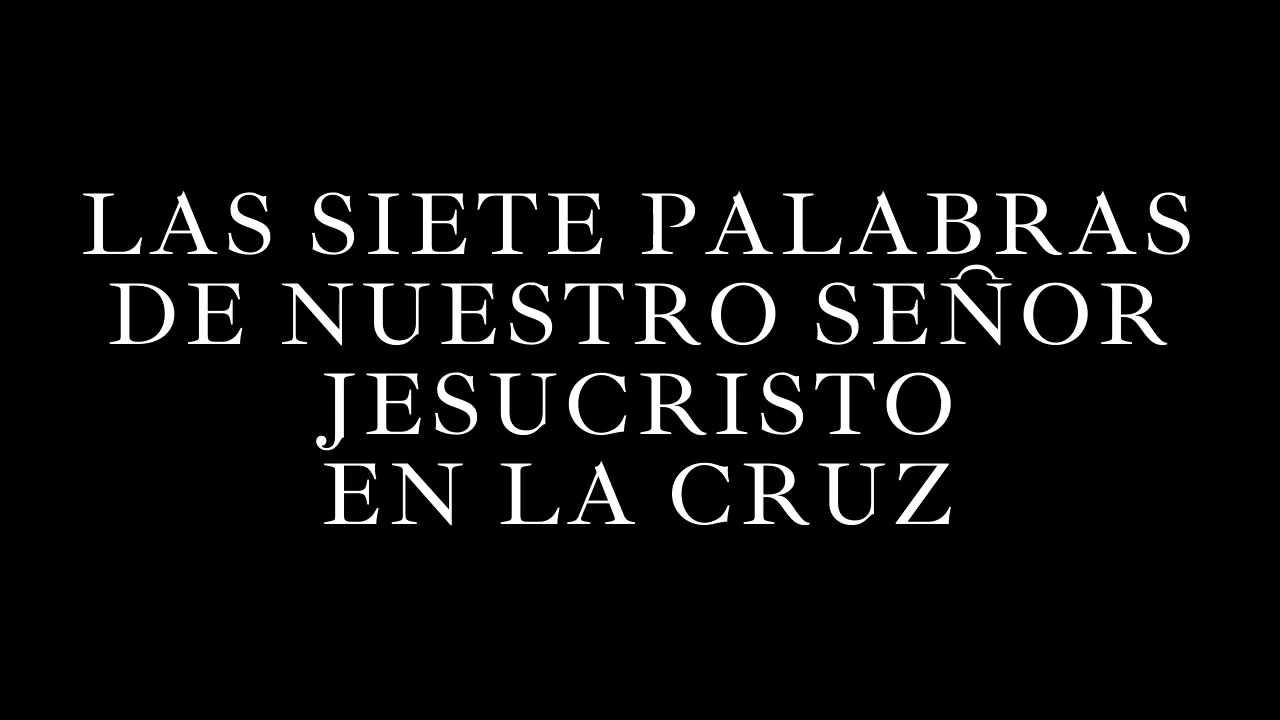 LAS SIETE PALABRAS
DE NUESTRO SEÑOR
JESUCRISTO
EN LA CRUZ